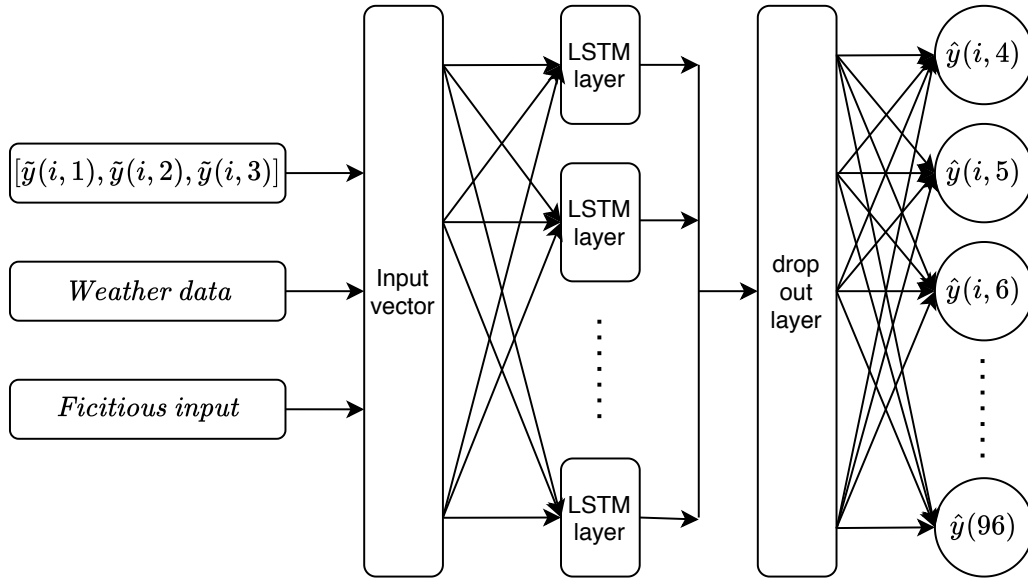 [ỹ(i, 1), ỹ(i, 2), ỹ(i, 3)]
Weather data
Ficitious input
Input
vector
LSTM
layer
LSTM
layer
LSTM
layer
drop
out
layer
ŷ(i, 4)
ŷ(i, 5)
ŷ(i, 6)
ŷ(96)